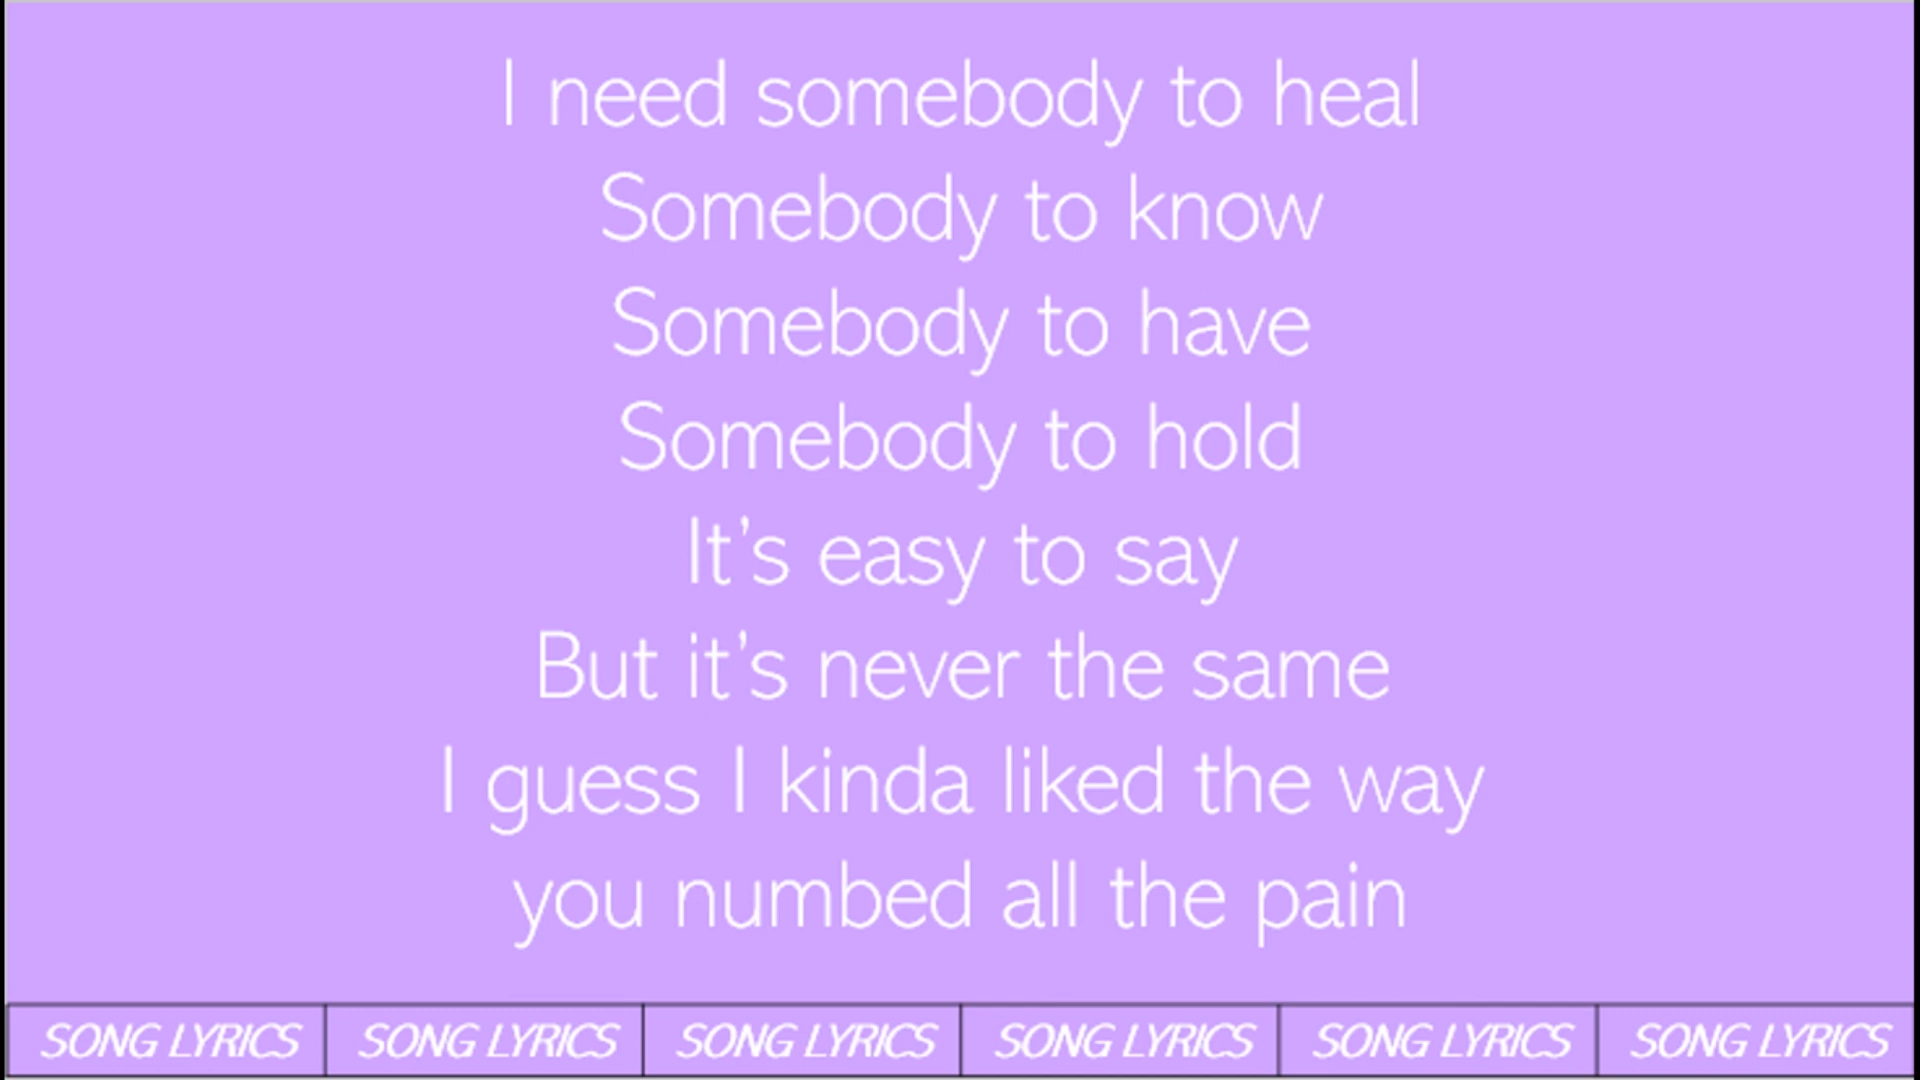 I need somebody to heal
Somebody to know
Somebody to have
Somebody to hold
It's easy to say
But it's never the same
I guess I kinda liked the way
you numbed all the pain
SONG LYRICS SONG LYRICS SONG LYRICS SONG LYRICS SONG LYRICS SONG LYRICS